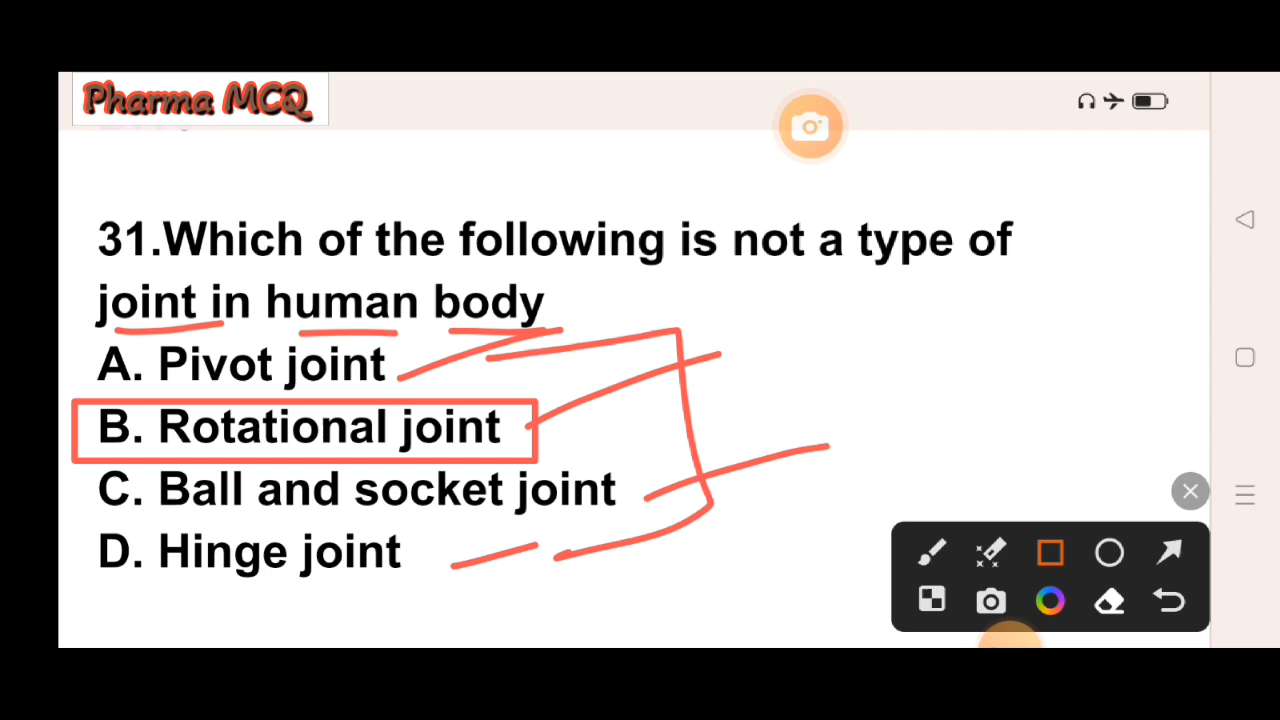 Pharma MCQ
31.Which of the following is not a type of
joint in human body
A. Pivot joint
B. Rotational joint
C. Ball and socket joint
D. Hinge joint